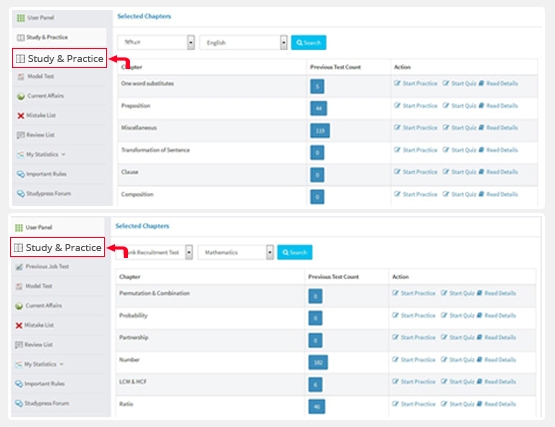 User Panel
Selected Chapters
Study & Practice
Study & Practice
English
Search
Model Test
Current Affairs
Mistake List
Review List
My Statistics
Important Rules
Studypress Forum
Chapter Previous Test Count Action
One word substitutes 5 Start Practice Start Quiz Read Details
Preposition 44 Start Practice Start Quiz Read Details
Miscellaneous Start Practice Start Quiz Read Details
Transformation of Sentence 0 Start Practice Start Quiz Read Details
Clause 0 Start Practice Start Quiz Read Details
Composition 0 Start Practice Start Quiz Read Details
User Panel
Selected Chapters
Study & Practice
Recruitment Test Mathematics Search
Previous Job Test
Model Test
Current Affairs
Mistake List
Review List
My Statistics
Important Rules
Studypress Forum
Chapter Previous Test Count Action
Permutation & Combination 0 Start Practice Start Quiz Read Details
Probability 0 Start Practice Start Quiz Read Details
Partnership 0 Start Practice Start Quiz Read Details
Number Start Practice Start Quiz Read Details
LCM & HCF 6 Start Practice Start Quiz Read Details
Ratio Start Practice Start Quiz Read Details